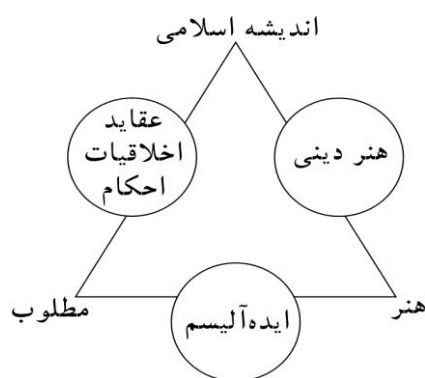 اندیشه اسلامی
هنر دینی
عقاید
اخلاقیات
احکام
هنر
ایده‌آلیسم
مطلوب